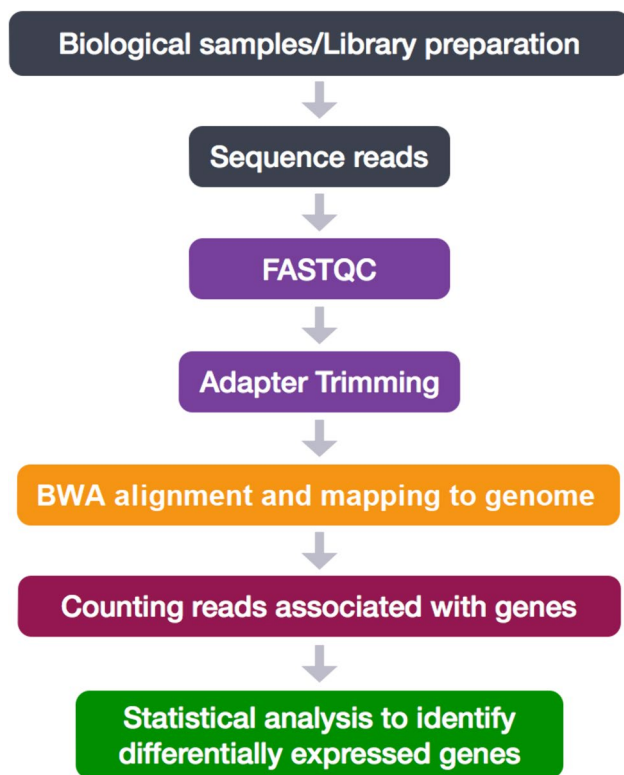 Biological samples/Library preparation
Sequence reads
FASTQC
Adapter Trimming
BWA alignment and mapping to genome
Counting reads associated with genes
Statistical analysis to identify
differentially expressed genes